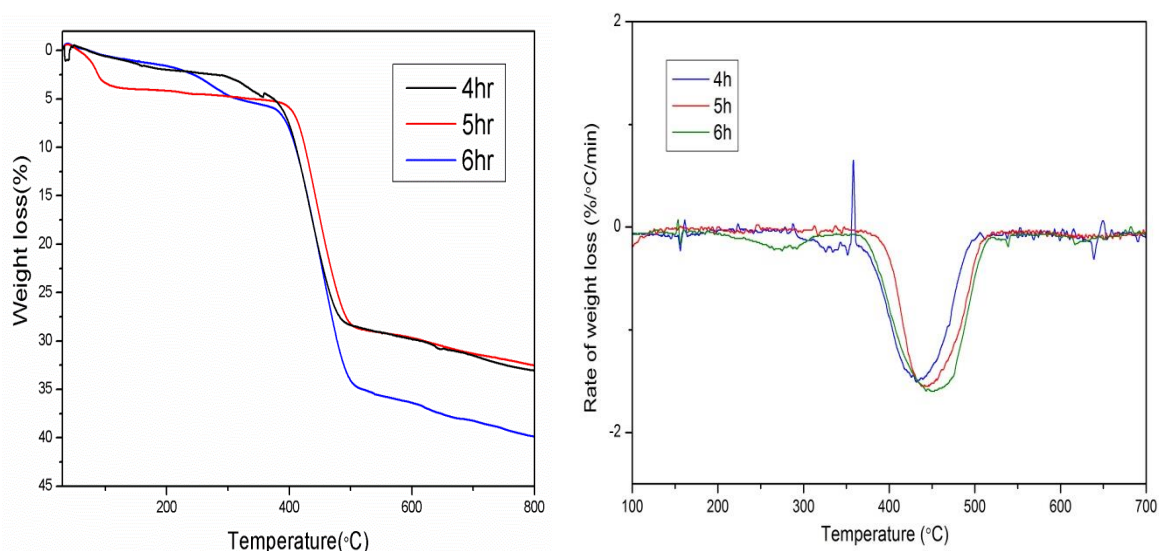 Weight loss(%)
0
5
10
15
20
25
30
35
40
45
200
400
600
800
Temperature(°C)
4hr
5hr
6hr
Rate of weight loss (%/°C/min)
2
0
-2
100
200
300
400
500
600
700
Temperature (°C)
4h
5h
6h